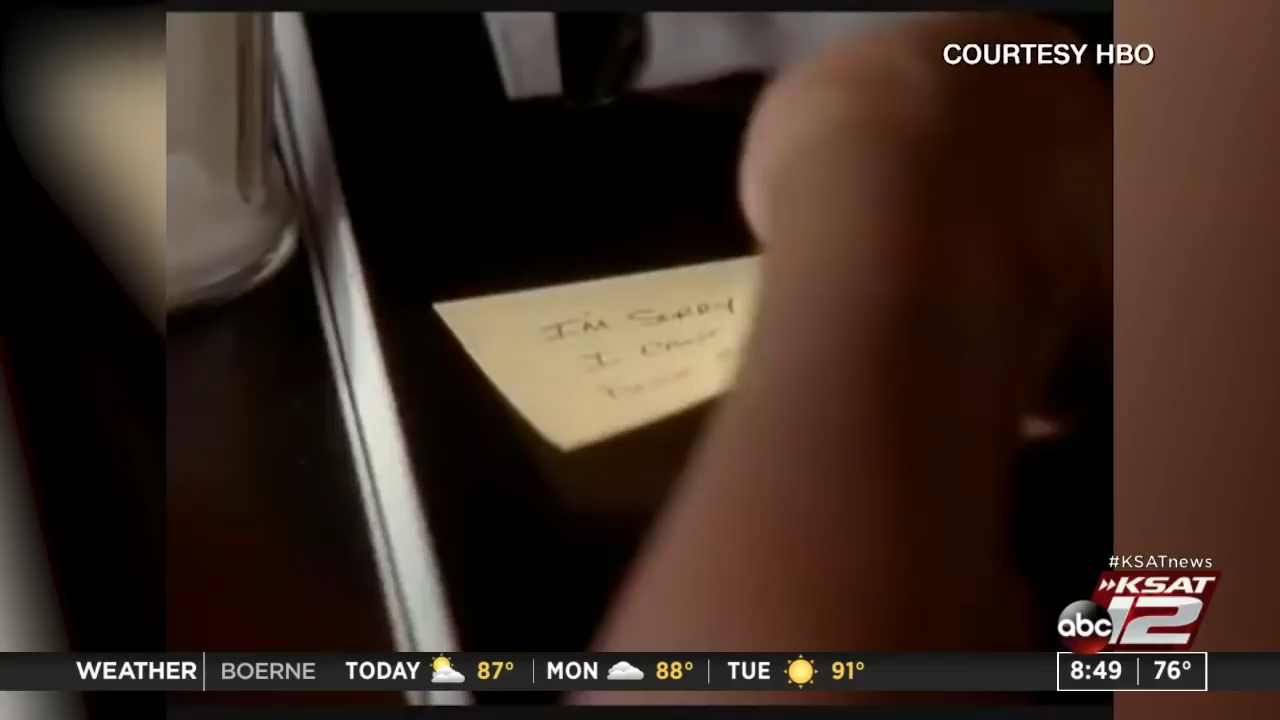 COURTESY HBO
I'M SORRY
I
#KSATnews
KSAT
abc 12
WEATHER BOERNE TODAY 87° MON 88° TUE 91° 8:49 76°